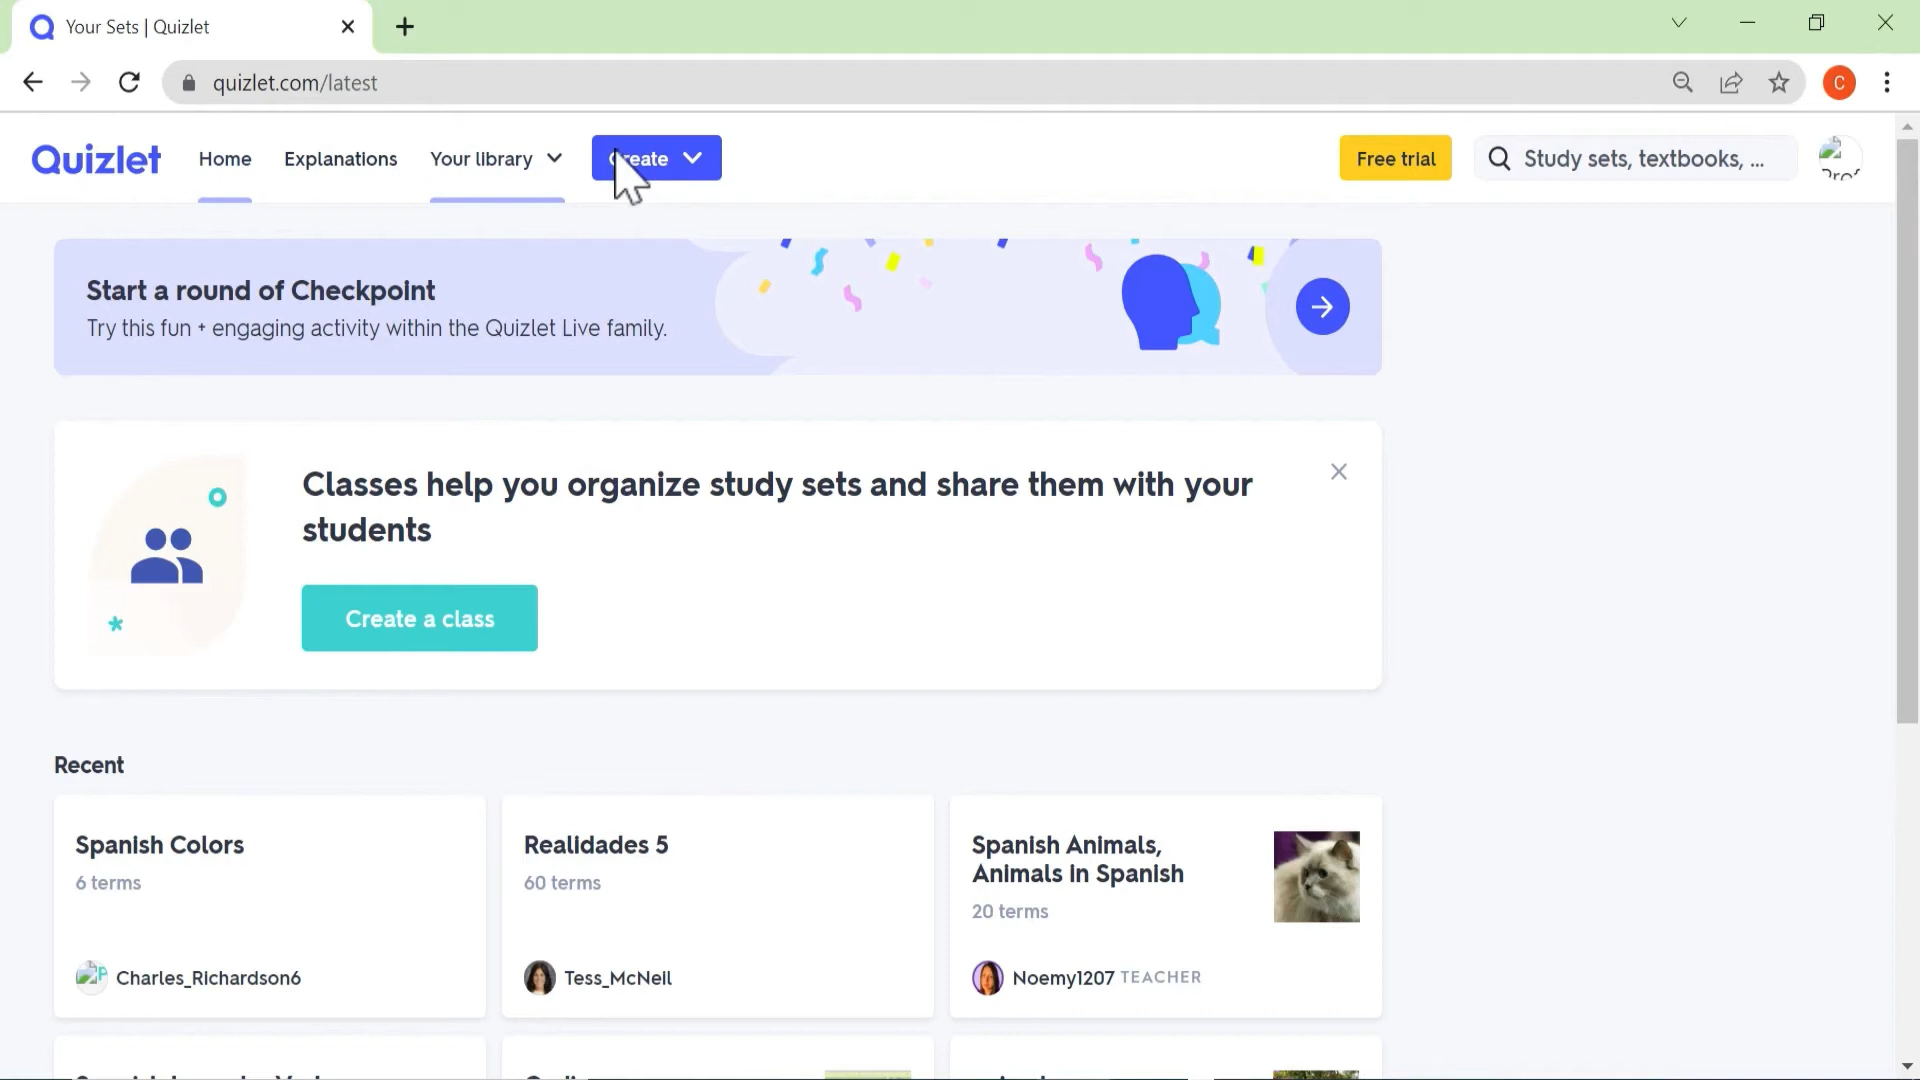 Your Sets | Quizlet
quizlet.com/latest
C
Quizlet
Home
Explanations
Your library
Create
Free trial
Study sets, textbooks, ...
Start a round of Checkpoint
Try this fun + engaging activity within the Quizlet Live family.
Classes help you organize study sets and share them with your
students
Create a class
Recent
Spanish Colors
6 terms
Charles_Richardson6
Realidades 5
60 terms
Tess_McNeil
Spanish Animals,
Animals in Spanish
20 terms
Noemy1207 TEACHER